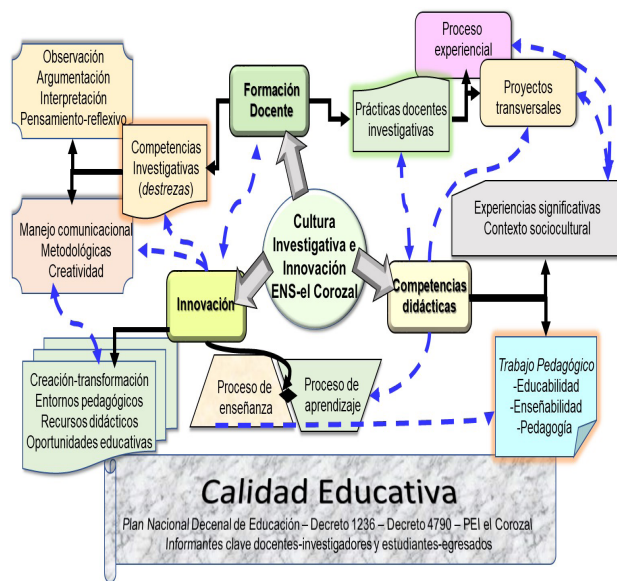 Observación
Argumentación
Interpretación
Pensamiento-reflexivo
Formación
Docente
Proceso
experiencial
Prácticas docentes
investigativas
Proyectos
transversales
Competencias
Investigativas
(destrezas)
Manejo comunicacional
Metodológicas
Creatividad
Cultura
Investigativa e
Innovación
ENS-el Corozal
Experiencias significativas
Contexto sociocultural
Innovación
Competencias
didácticas
Creación-transformación
Entornos pedagógicos
Recursos didácticos
Oportunidades educativas
Proceso de
enseñanza
Proceso de
aprendizaje
Trabajo Pedagógico
-Educabilidad
-Enseñabilidad
-Pedagogía
Calidad Educativa
Plan Nacional Decenal de Educación – Decreto 1236 – Decreto 4790 – PEI el Corozal
Informantes clave docentes-investigadores y estudiantes-egresados